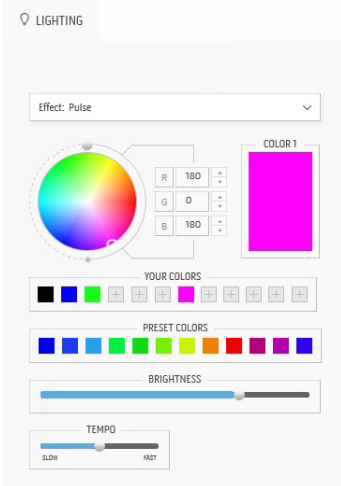 LIGHTING
Effect: Pulse
COLOR 1
R 180
G 0
B 180
YOUR COLORS
PRESET COLORS
BRIGHTNESS
TEMPO
SLOW FAST